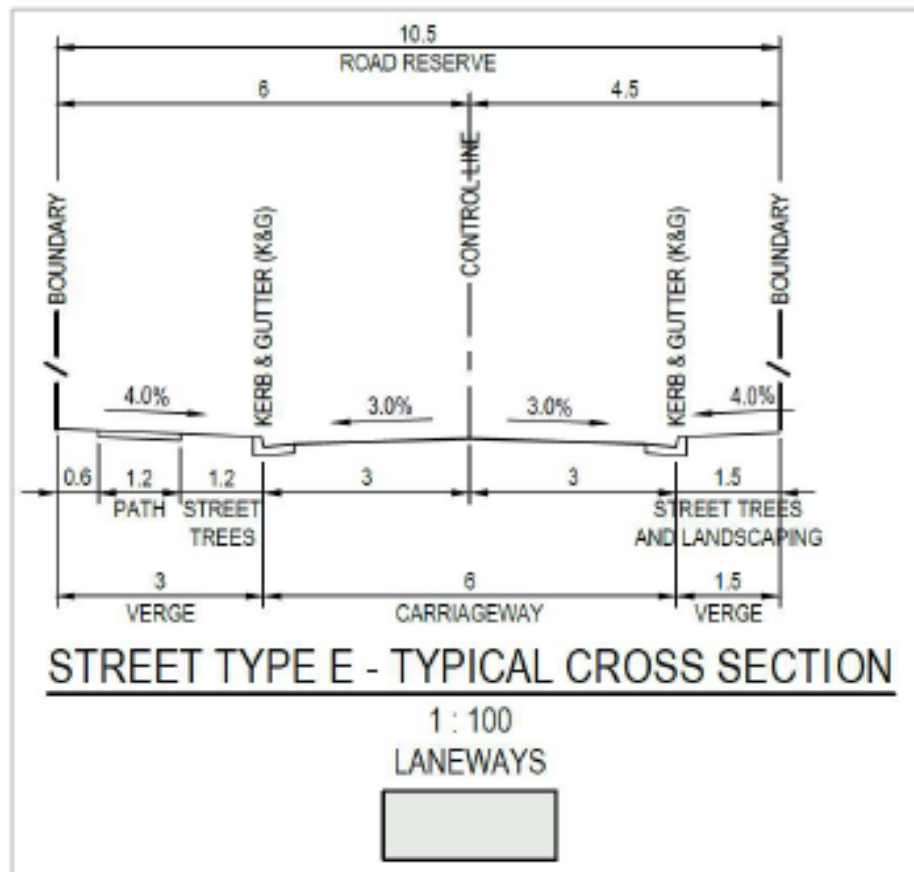 10.5
ROAD RESERVE
6
4.5
BOUNDARY
KERB & GUTTER (K&G)
CONTROL LINE
KERB & GUTTER (K&G)
BOUNDARY
4.0%
3.0%
3.0%
4.0%
0.6
1.2
1.2
3
3
1.5
PATH
STREET
TREES
STREET TREES
AND LANDSCAPING
3
6
1.5
VERGE
CARRIAGEWAY
VERGE
STREET TYPE E - TYPICAL CROSS SECTION
1 : 100
LANEWAYS